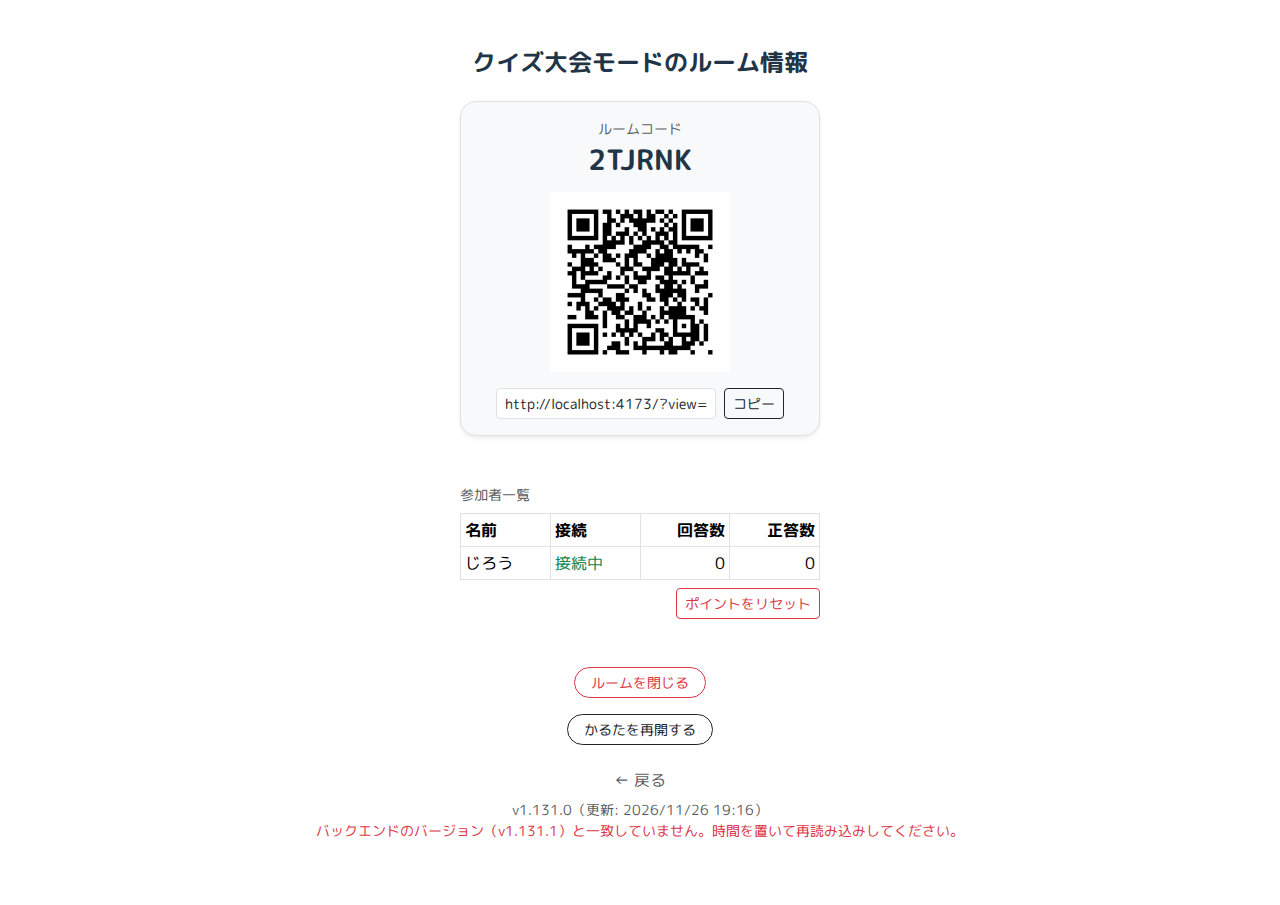 クイズ大会モードのルーム情報
ルームコード
2TJRNK
http://localhost:4173/?view=
コピー
参加者一覧
名前 接続 回答数 正答数
じろう 接続中 0 0
ポイントをリセット
ルームを閉じる
かるたを再開する
← 戻る
v1.131.0（更新: 2026/11/26 19:16）
バックエンドのバージョン（v1.131.1）と一致していません。時間を置いて再読み込みしてください。